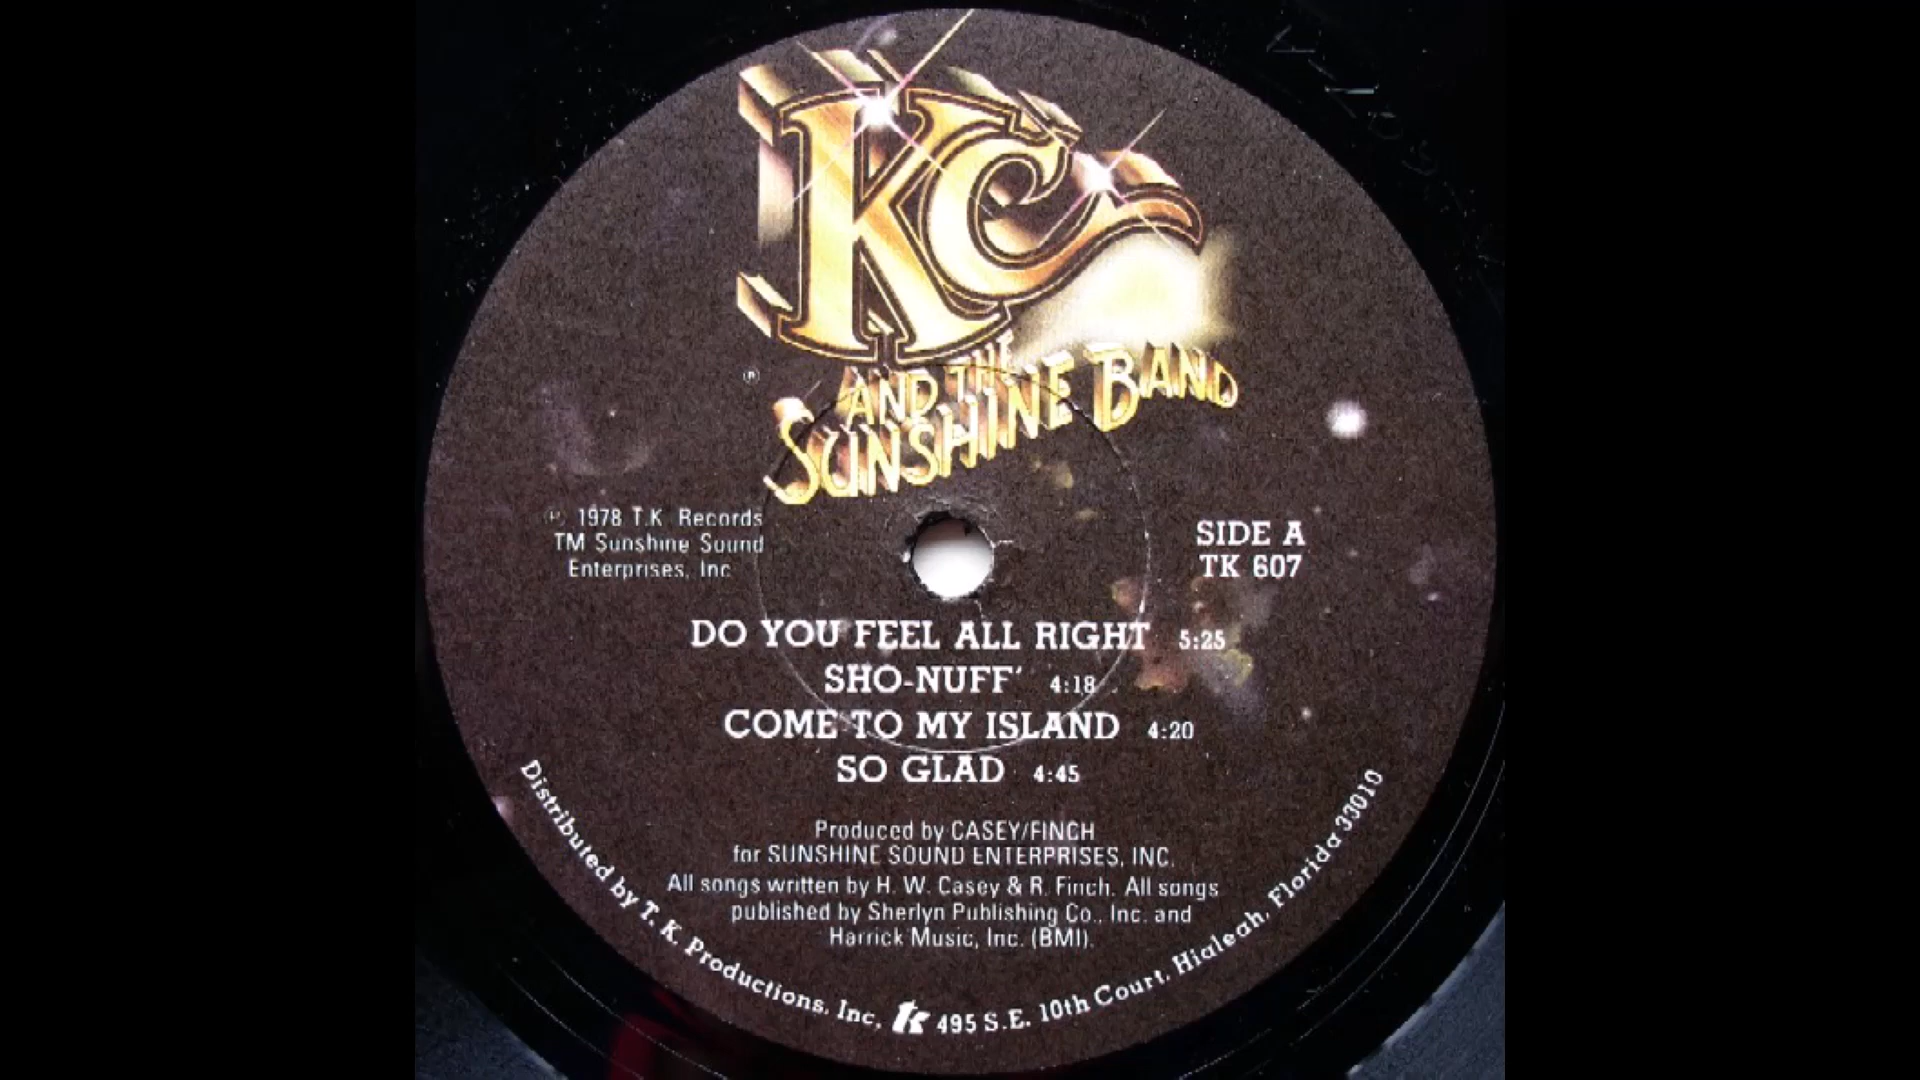 KC
AND THE
SUNSHINE BAND
®
℗ 1978 T.K. Records
TM Sunshine Sound
Enterprises, Inc
SIDE A
TK 607
DO YOU FEEL ALL RIGHT 5:25
SHO-NUFF' 4:18
COME TO MY ISLAND 4:20
SO GLAD 4:45
Produced by CASEY/FINCH
for SUNSHINE SOUND ENTERPRISES, INC.
All songs written by H. W. Casey & R. Finch. All songs
published by Sherlyn Publishing Co., Inc. and
Harrick Music, Inc. (BMI).
Distributed by T. K. Productions, Inc. tk 495 S.E. 10th Court, Hialeah, Florida 33010